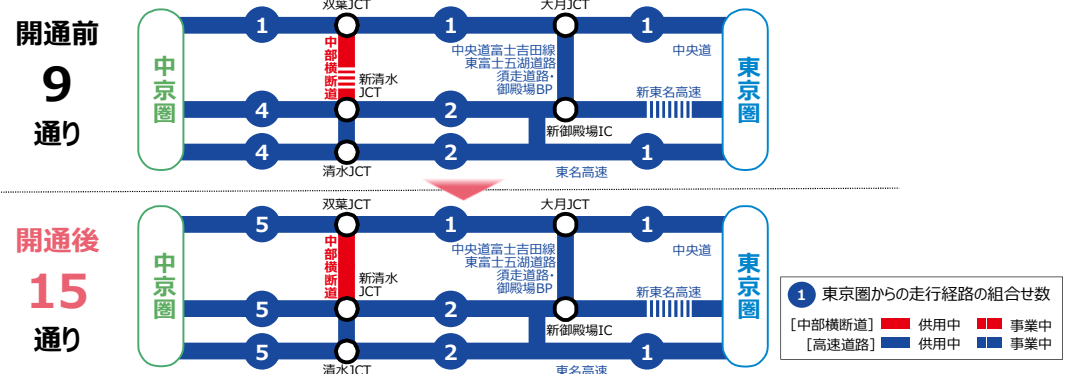 双葉JCT
大月JCT
開通前
9
通り
中京圏
1
1
1
中部横断道
新清水
JCT
中央道富士吉田線
東富士五湖道路
須走道路・
御殿場BP
中央道
新東名高速
東京圏
4
2
新御殿場IC
4
2
1
清水JCT
東名高速
双葉JCT
大月JCT
開通後
15
通り
中京圏
5
1
1
中部横断道
新清水
JCT
中央道富士吉田線
東富士五湖道路
須走道路・
御殿場BP
中央道
新東名高速
東京圏
5
2
新御殿場IC
5
2
1
清水JCT
東名高速
1 東京圏からの走行経路の組合せ数
[中部横断道] 供用中 事業中
[高速道路] 供用中 事業中